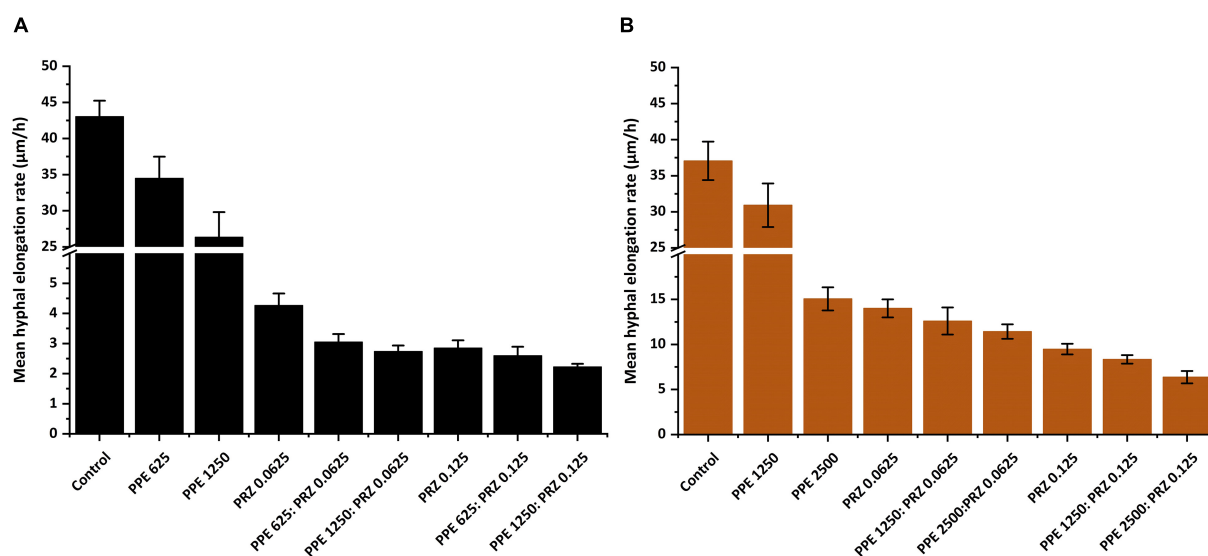 A
Mean hyphal elongation rate (µm/h)
50
45
40
35
30
25
5
4
3
2
1
0
Control
PPE 625
PPE 1250
PRZ 0.0625
PPE 625: PRZ 0.0625
PPE 1250: PRZ 0.0625
PRZ 0.125
PPE 625: PRZ 0.125
PPE 1250: PRZ 0.125
B
Mean hyphal elongation rate (µm/h)
50
45
40
35
30
25
15
10
5
0
Control
PPE 1250
PPE 2500
PRZ 0.0625
PPE 1250: PRZ 0.0625
PPE 2500:PRZ 0.0625
PRZ 0.125
PPE 1250: PRZ 0.125
PPE 2500: PRZ 0.125